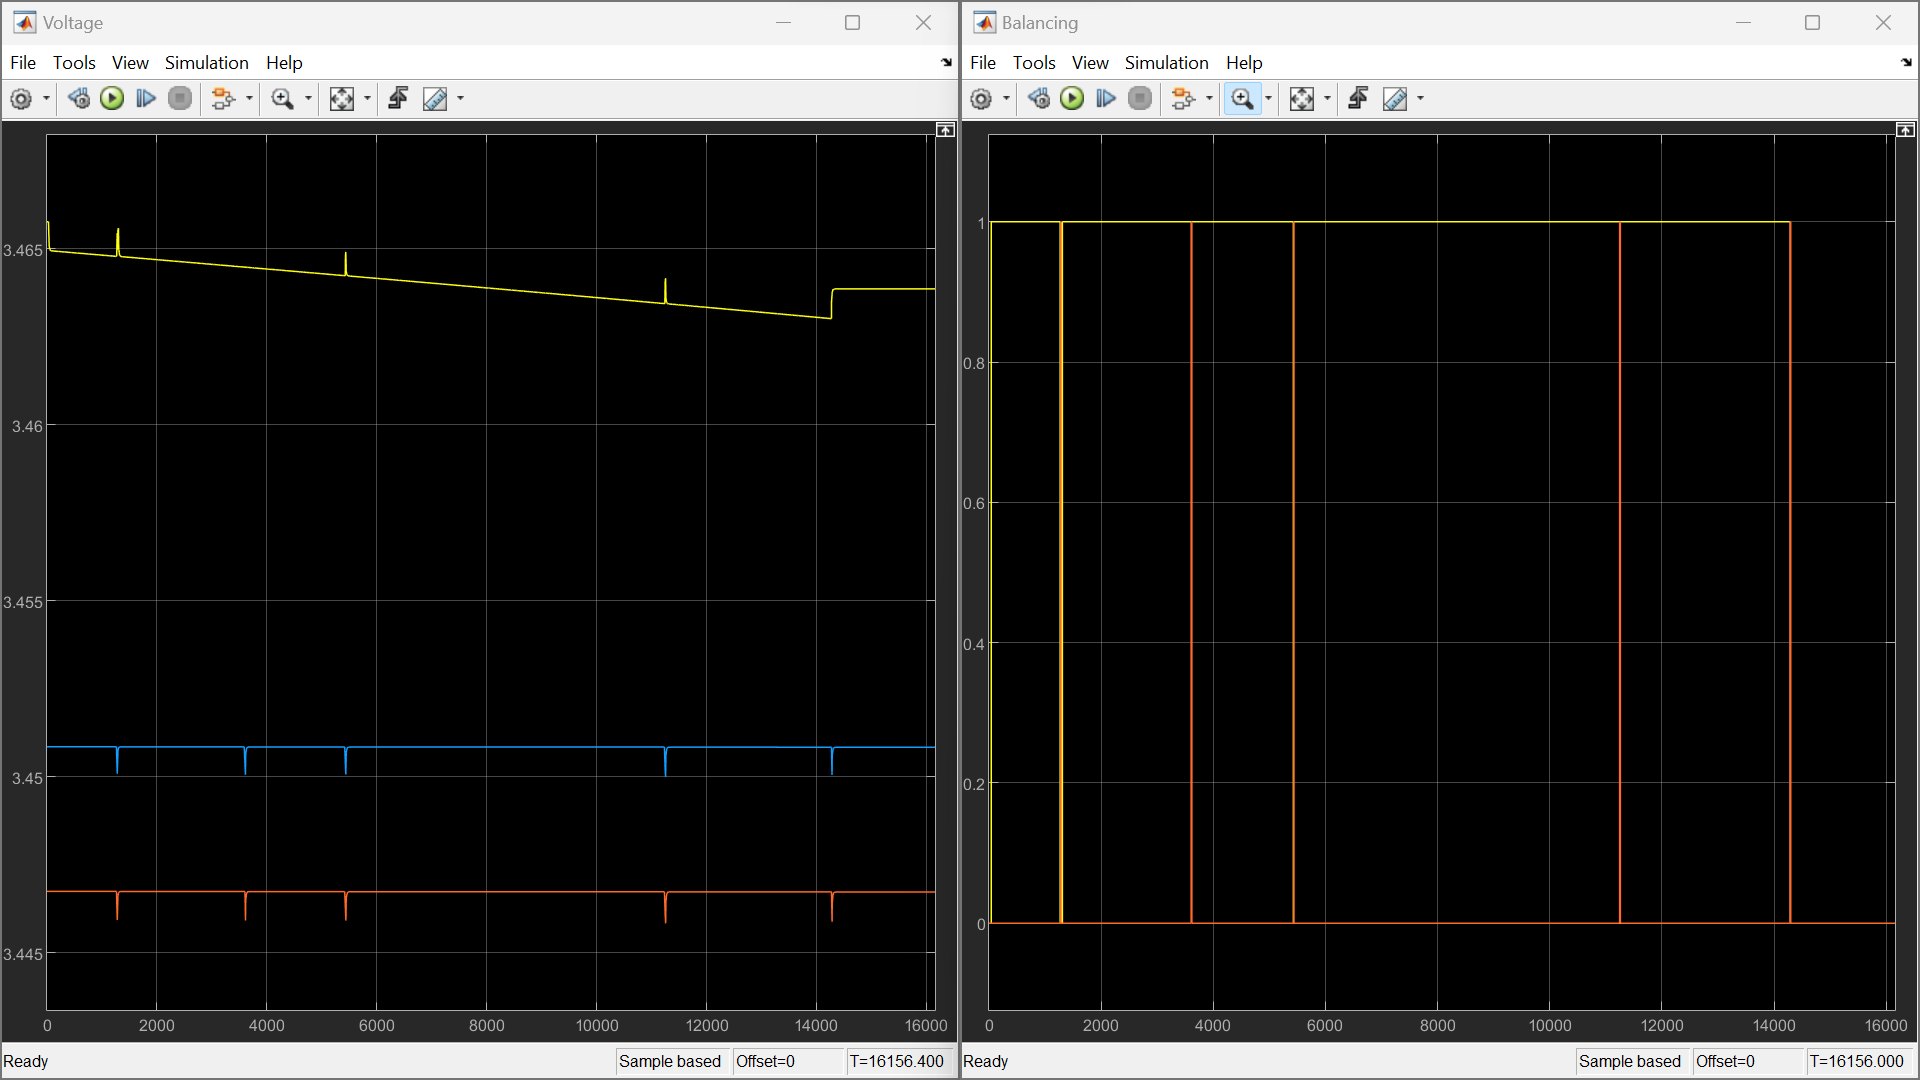 Voltage
File Tools View Simulation Help
3.465
3.46
3.455
3.45
3.445
0 2000 4000 6000 8000 10000 12000 14000 16000
Ready Sample based Offset=0 T=16156.400
Balancing
File Tools View Simulation Help
1
0.8
0.6
0.4
0.2
0
0 2000 4000 6000 8000 10000 12000 14000 16000
Ready Sample based Offset=0 T=16156.000